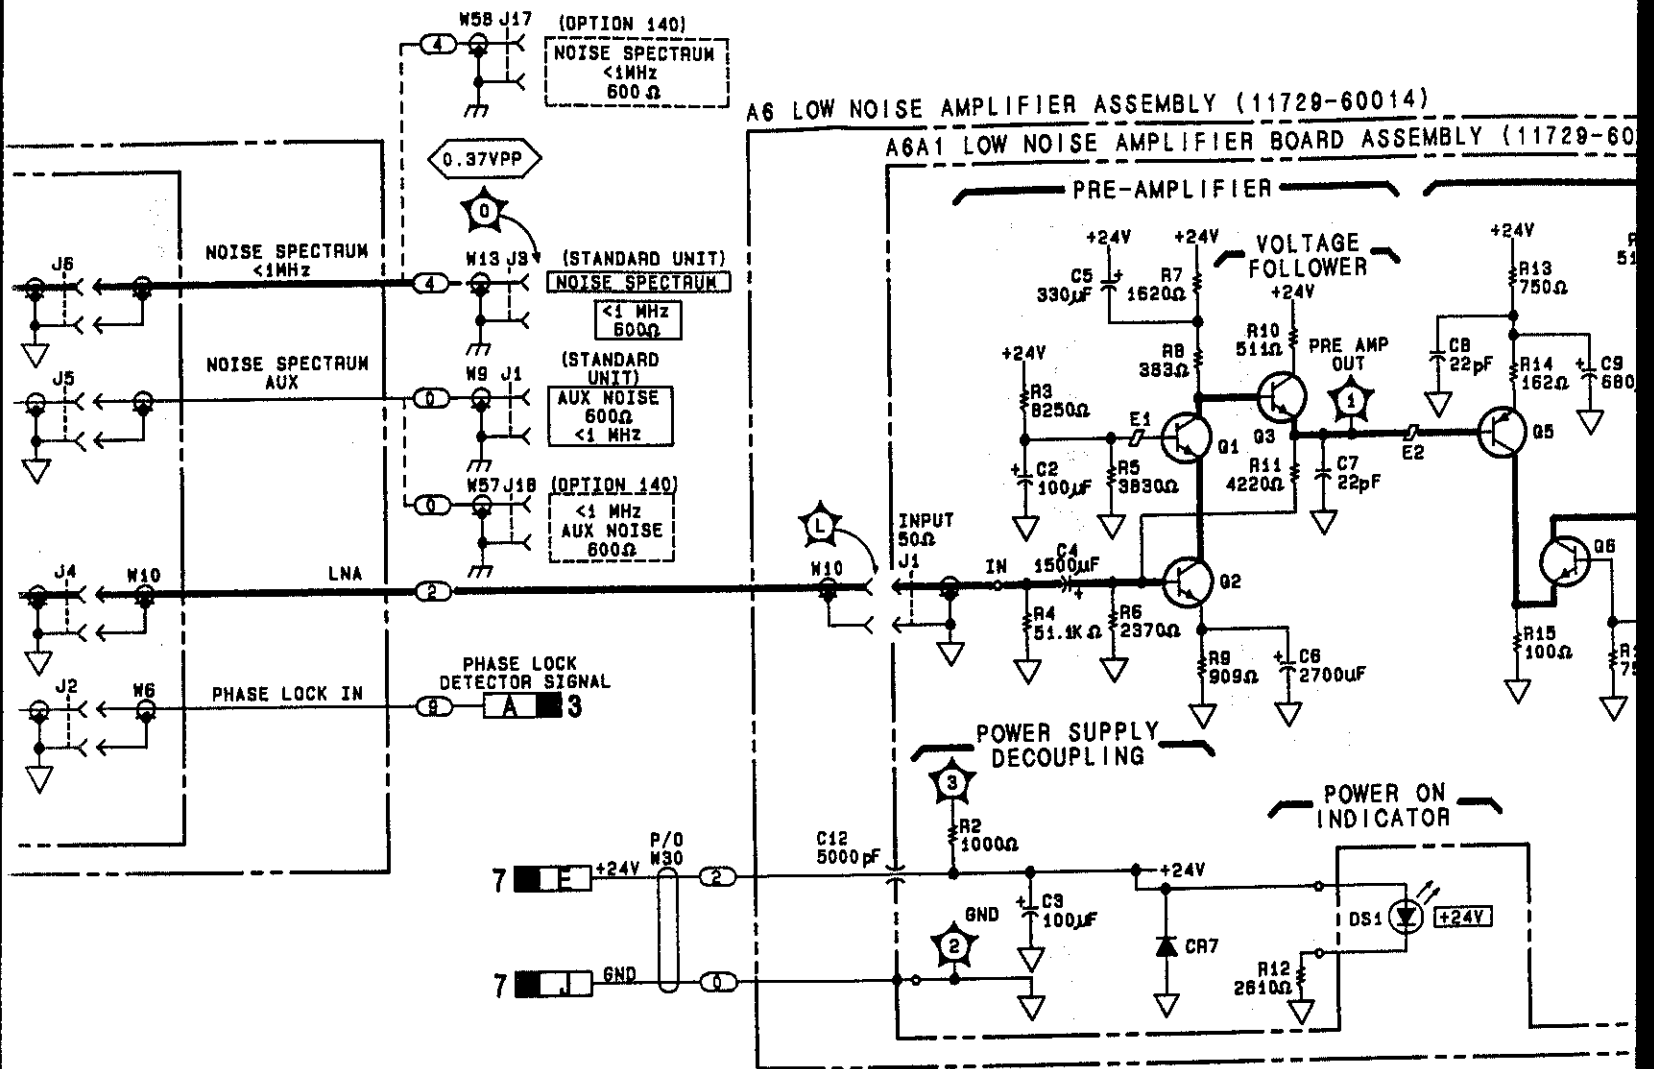 W58 J17
(OPTION 140)
4
NOISE SPECTRUM
<1MHz
600 Ω
A6 LOW NOISE AMPLIFIER ASSEMBLY (11729-60014)
A6A1 LOW NOISE AMPLIFIER BOARD ASSEMBLY (11729-60
0.37VPP
0
PRE-AMPLIFIER
NOISE SPECTRUM
<1MHz
J6
4
W13 J3
(STANDARD UNIT)
NOISE SPECTRUM
<1 MHz
600Ω
+24V
+24V
VOLTAGE
FOLLOWER
+24V
C5
330µF
R7
1620Ω
+24V
R13
750Ω
51
R10
511Ω
PRE AMP
OUT
1
R8
383Ω
C8
22pF
R14
162Ω
C9
680
NOISE SPECTRUM
AUX
J5
0
W9 J1
(STANDARD
UNIT)
AUX NOISE
600Ω
<1 MHz
+24V
R3
8250Ω
E1
Q1
Q3
E2
Q5
C2
100µF
R5
3830Ω
R11
4220Ω
C7
22pF
0
W57 J18
(OPTION 140)
<1 MHz
AUX NOISE
600Ω
L
INPUT
50Ω
J1
W10
IN
C4
1500µF
Q2
Q6
J4
W10
LNA
2
R4
51.1KΩ
R6
2370Ω
R9
909Ω
C6
2700uF
R15
100Ω
R1
75
J2
W6
PHASE LOCK IN
9
PHASE LOCK
DETECTOR SIGNAL
A
3
POWER SUPPLY
DECOUPLING
3
R2
1000Ω
POWER ON
INDICATOR
C12
5000pF
P/O
W30
7
E
+24V
2
+24V
C3
100µF
GND
2
CR7
DS1
+24V
R12
2610Ω
7
J
GND
0